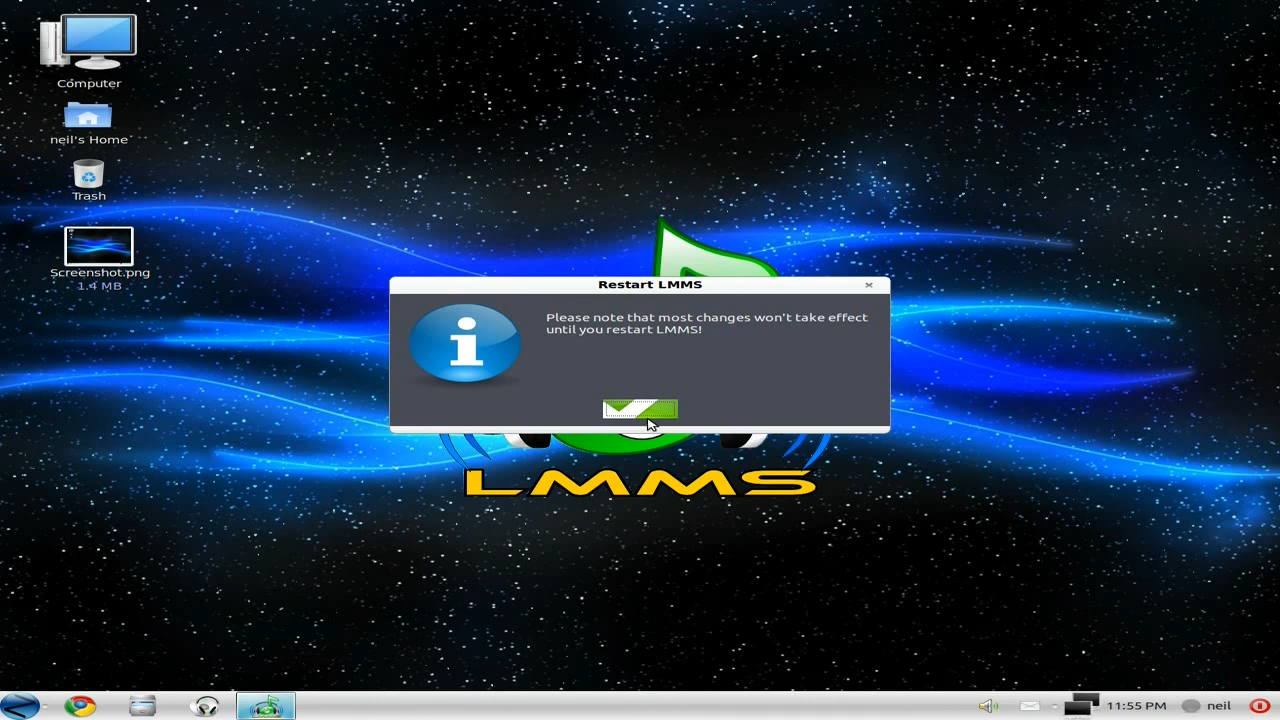 Computer
neil's Home
Trash
Screenshot.png
1.4 MB
Restart LMMS
Please note that most changes won't take effect
until you restart LMMS!
LMMS
11:55 PM
neil